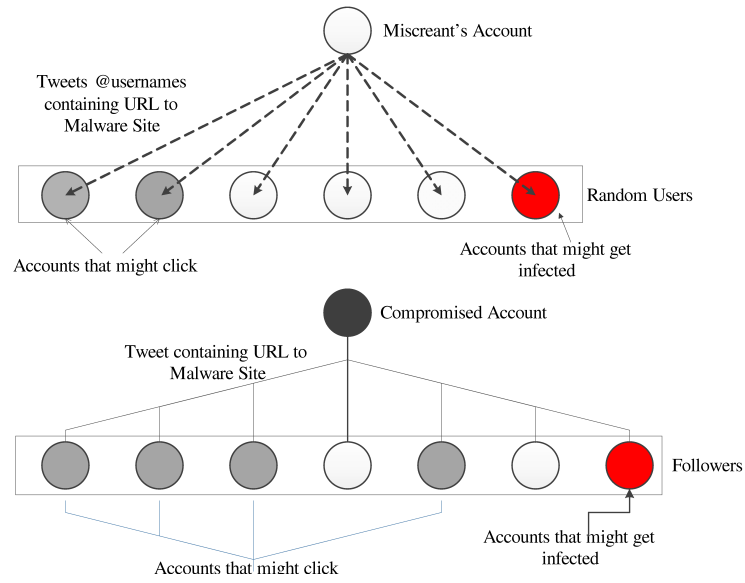 Miscreant's Account
Tweets @usernames
containing URL to
Malware Site
Random Users
Accounts that might click
Accounts that might get
infected
Compromised Account
Tweet containing URL to
Malware Site
Followers
Accounts that might get
infected
Accounts that might click